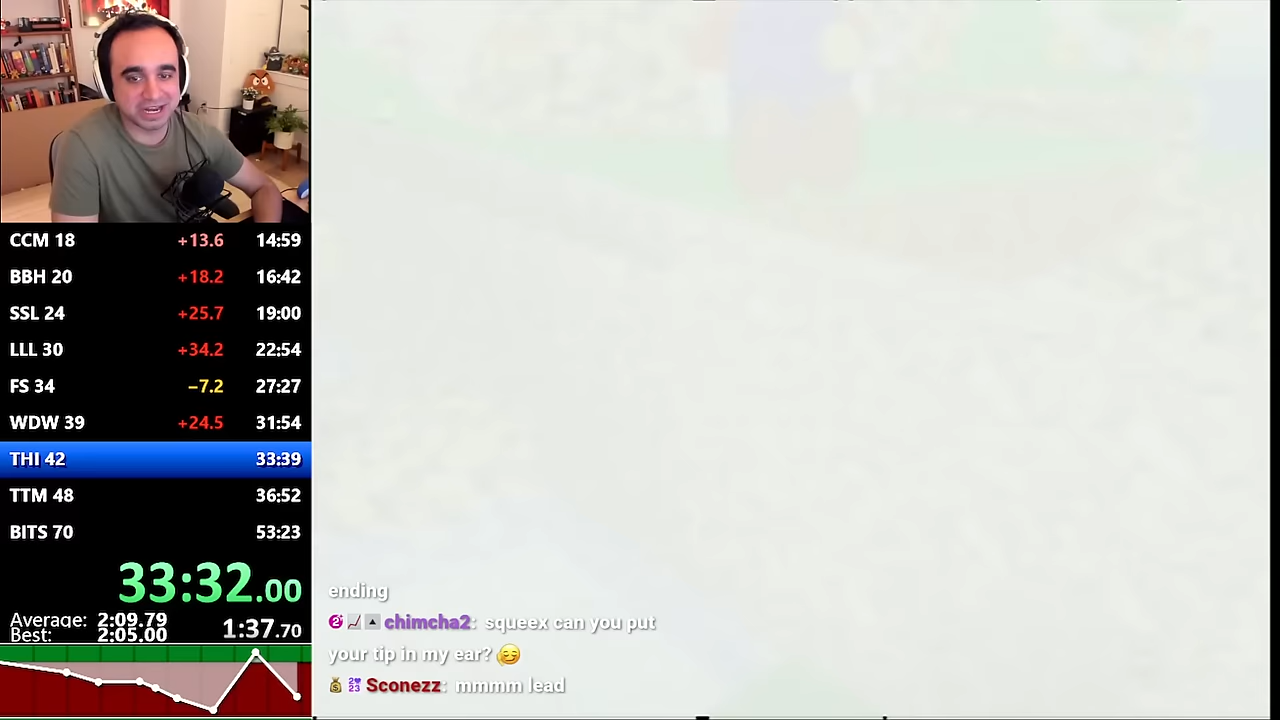 CCM 18 +13.6 14:59
BBH 20 +18.2 16:42
SSL 24 +25.7 19:00
LLL 30 +34.2 22:54
FS 34 −7.2 27:27
WDW 39 +24.5 31:54
THI 42 33:39
TTM 48 36:52
BITS 70 53:23
33:32.00
Average: 2:09.79
Best: 2:05.00
1:37.70
ending
chimcha2: squeex can you put
your tip in my ear?
Sconezz: mmmm lead